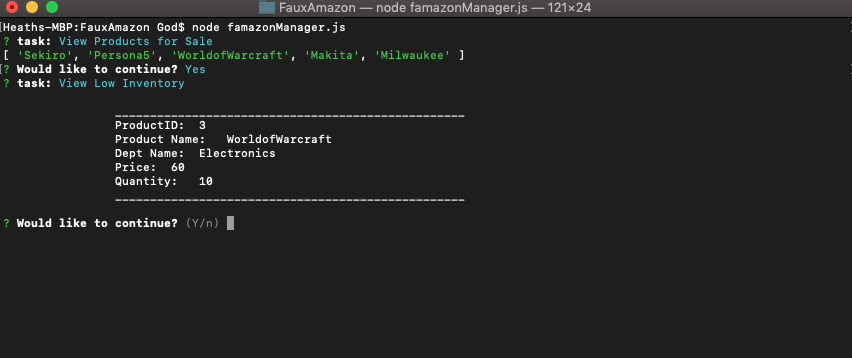 FauxAmazon — node famazonManager.js — 121×24
[Heaths-MBP:FauxAmazon God$ node famazonManager.js
? task: View Products for Sale
[ 'Sekiro', 'Persona5', 'WorldofWarcraft', 'Makita', 'Milwaukee' ]
[? Would like to continue? Yes
? task: View Low Inventory
__________________________________________________
ProductID:  3
Product Name:   WorldofWarcraft
Dept Name:  Electronics
Price:  60
Quantity:   10
__________________________________________________
? Would like to continue? (Y/n)